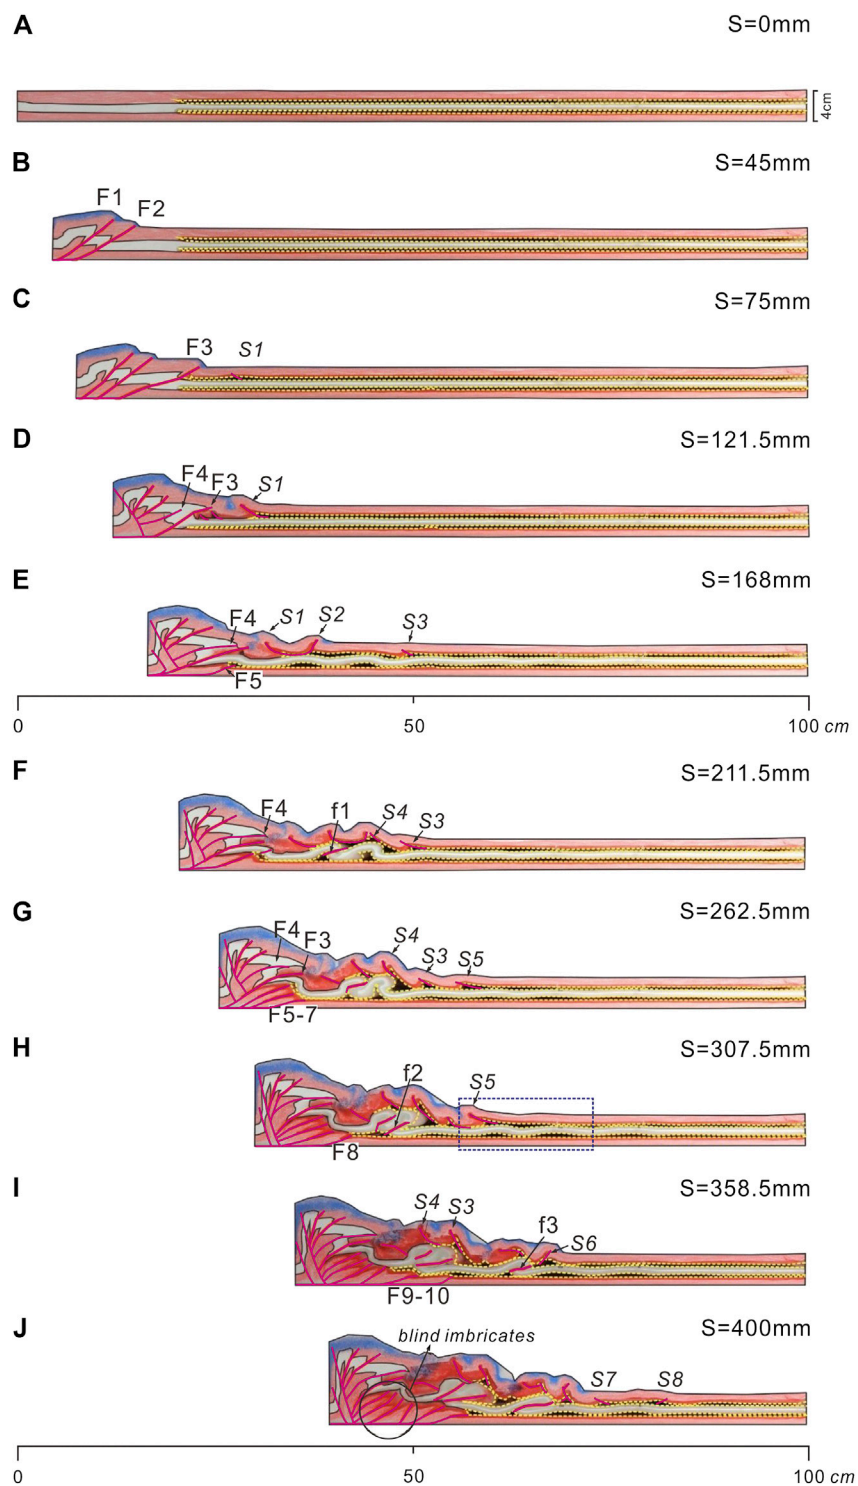 A
S=0mm
4cm
B
S=45mm
F1
F2
C
S=75mm
F3 S1
D
S=121.5mm
F4 F3 S1
E
S=168mm
F4 S1 S2 S3
F5
0 50 100 cm
F
S=211.5mm
F4 f1 S4 S3
G
S=262.5mm
F4 F3 S4 S3 S5
F5-7
H
S=307.5mm
f2 S5
F8
I
S=358.5mm
S4 S3 f3 S6
F9-10
J
S=400mm
blind imbricates
S7 S8
0 50 100 cm